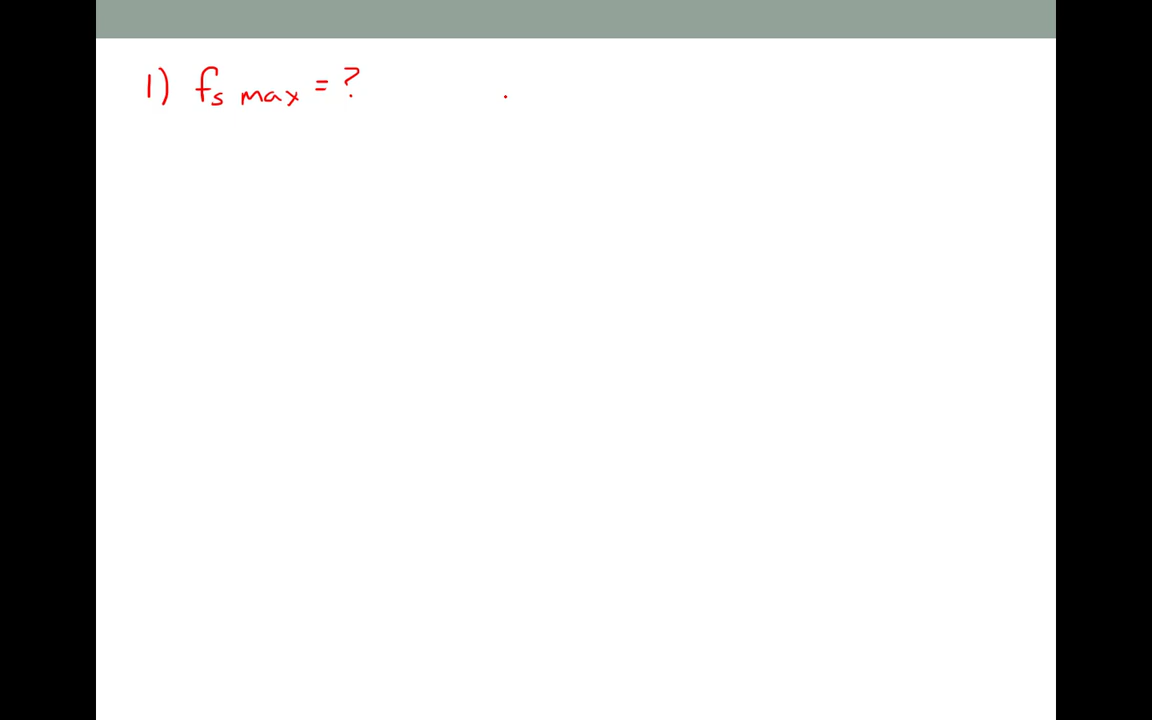 1) fs max = ?